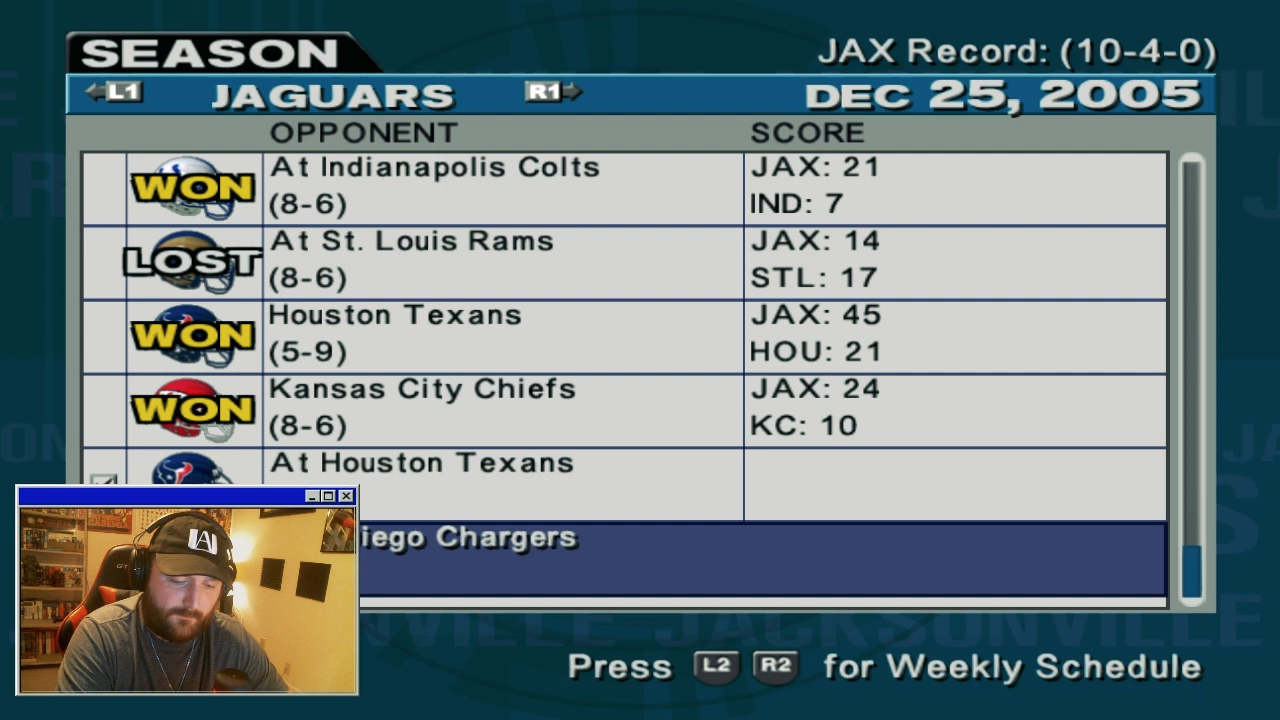 SEASON
JAX Record: (10-4-0)
L1 JAGUARS R1 DEC 25, 2005
OPPONENT SCORE
WON At Indianapolis Colts JAX: 21
(8-6) IND: 7
LOST At St. Louis Rams JAX: 14
(8-6) STL: 17
WON Houston Texans JAX: 45
(5-9) HOU: 21
WON Kansas City Chiefs JAX: 24
(8-6) KC: 10
At Houston Texans
iego Chargers
JACKSONVILLE
Press L2 R2 for Weekly Schedule